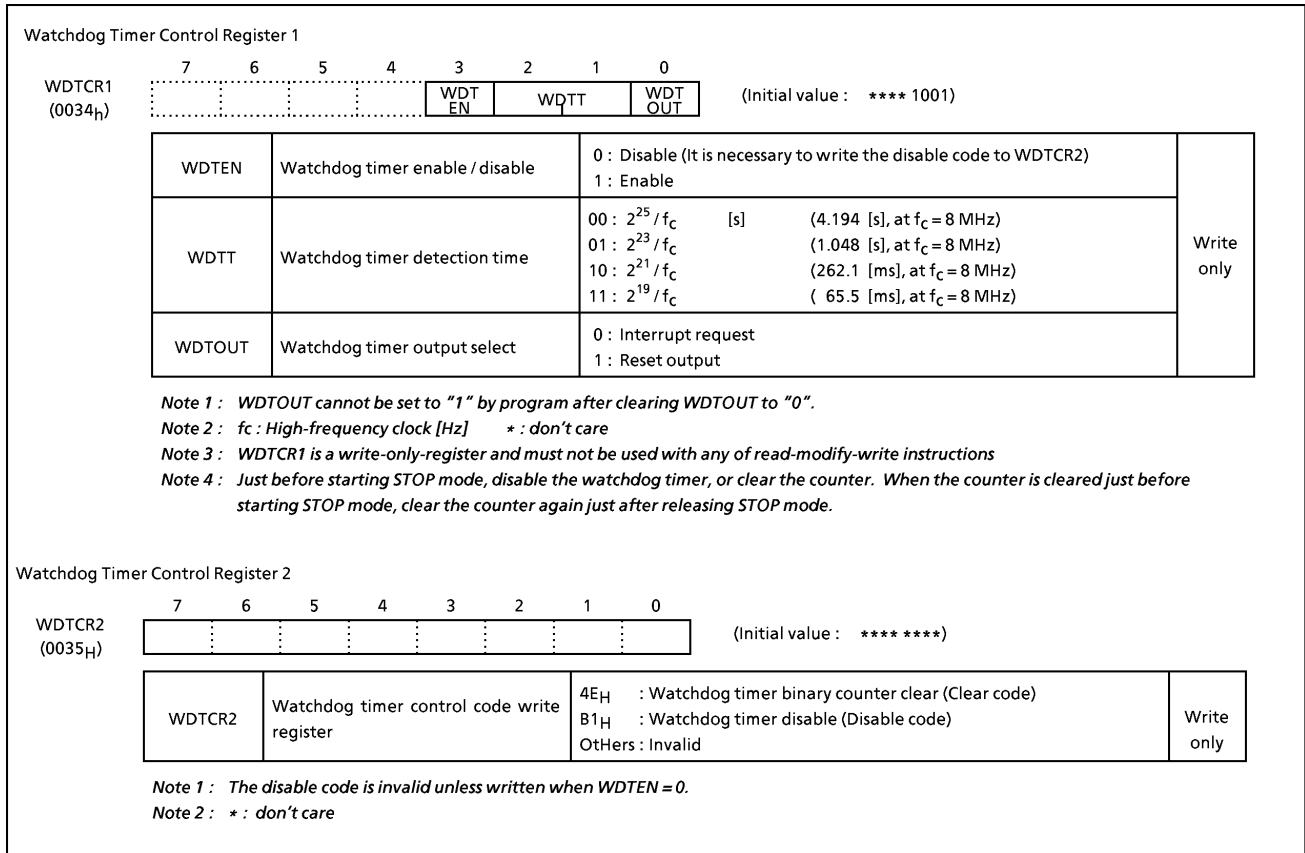 Watchdog Timer Control Register 1
7 6 5 4 3 2 1 0
WDTCR1
(0034h)
WDT EN
WDTT
WDT OUT
(Initial value : **** 1001)
WDTEN
Watchdog timer enable / disable
0 : Disable (It is necessary to write the disable code to WDTCR2)
1 : Enable
WDTT
Watchdog timer detection time
00 : 2^25 / fc [s] (4.194 [s], at fc = 8 MHz)
01 : 2^23 / fc (1.048 [s], at fc = 8 MHz)
10 : 2^21 / fc (262.1 [ms], at fc = 8 MHz)
11 : 2^19 / fc ( 65.5 [ms], at fc = 8 MHz)
WDTOUT
Watchdog timer output select
0 : Interrupt request
1 : Reset output
Write
only
Note 1 : WDTOUT cannot be set to "1" by program after clearing WDTOUT to "0".
Note 2 : fc : High-frequency clock [Hz] * : don't care
Note 3 : WDTCR1 is a write-only-register and must not be used with any of read-modify-write instructions
Note 4 : Just before starting STOP mode, disable the watchdog timer, or clear the counter. When the counter is cleared just before
starting STOP mode, clear the counter again just after releasing STOP mode.
Watchdog Timer Control Register 2
7 6 5 4 3 2 1 0
WDTCR2
(0035H)
(Initial value : **** ****)
WDTCR2
Watchdog timer control code write
register
4EH : Watchdog timer binary counter clear (Clear code)
B1H : Watchdog timer disable (Disable code)
OtHers : Invalid
Write
only
Note 1 : The disable code is invalid unless written when WDTEN = 0.
Note 2 : * : don't care